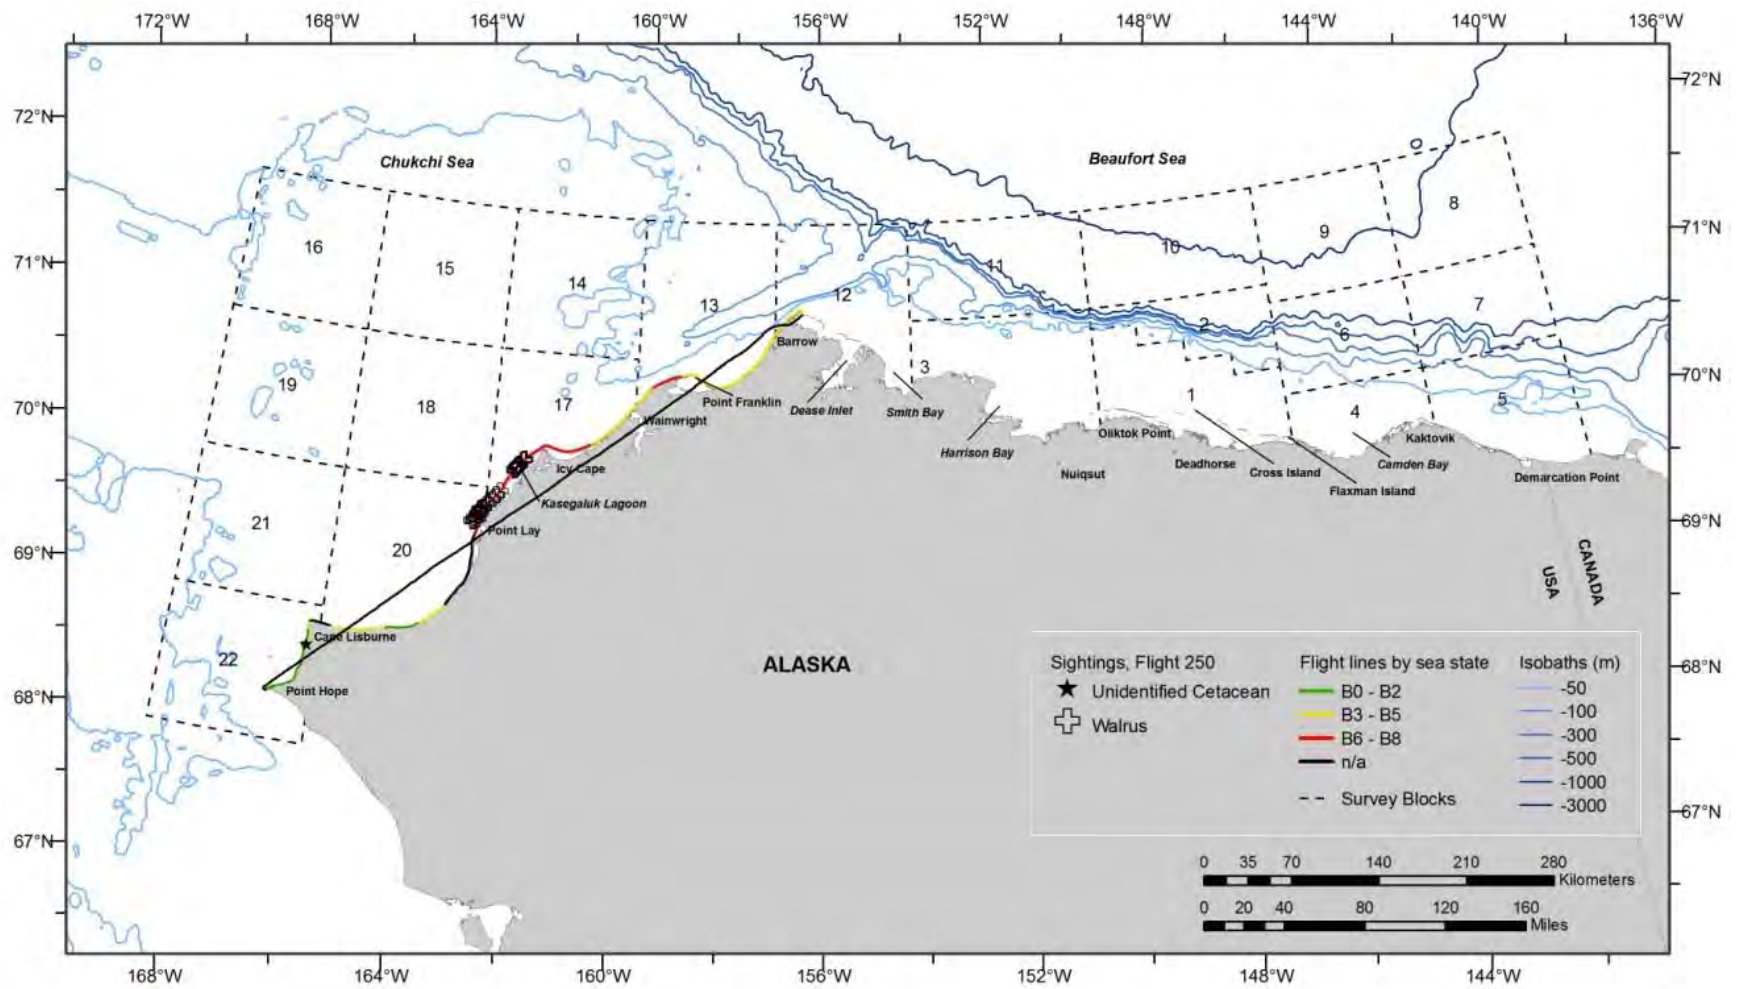 172°W 168°W 164°W 160°W 156°W 152°W 148°W 144°W 140°W 136°W
72°N 72°N
Chukchi Sea Beaufort Sea
8
71°N 16 15 14 13 12 11 10 9 71°N
7
2 6
Barrow
3
70°N 19 18 17 Point Franklin Dease Inlet Smith Bay 1 4 5 70°N
Wainwright Harrison Bay Oliktok Point Kaktovik
Icy Cape Nuiqsut Deadhorse Cross Island Camden Bay
Kasegaluk Lagoon Flaxman Island Demarcation Point
21 20 Point Lay
69°N 69°N
USA CANADA
Cape Lisburne
22
Point Hope
ALASKA
68°N 68°N
67°N 67°N
Sightings, Flight 250
Unidentified Cetacean
Walrus
Flight lines by sea state
B0 - B2
B3 - B5
B6 - B8
n/a
Survey Blocks
Isobaths (m)
-50
-100
-300
-500
-1000
-3000
0 35 70 140 210 280
Kilometers
0 20 40 80 120 160
Miles
168°W 164°W 160°W 156°W 152°W 148°W 144°W